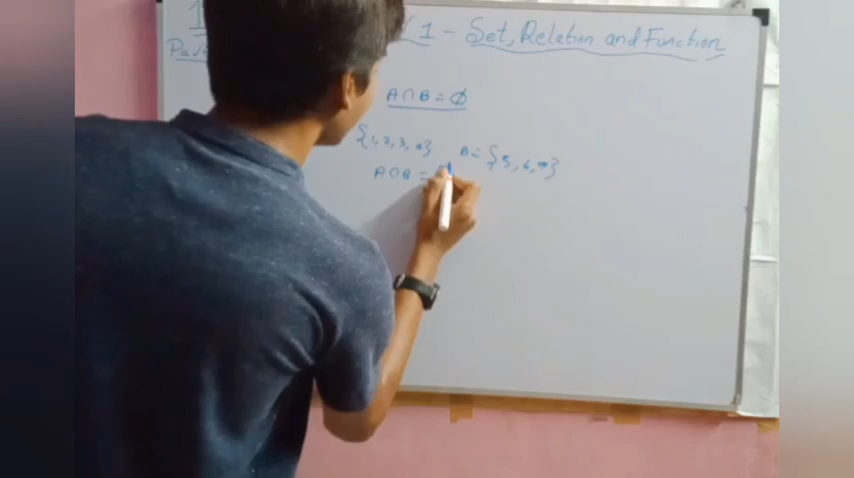 1 - Set, Relation and Function
A∩B = ∅
{1, 2, 3, 4} B = {5, 6, 7}
A∩B =